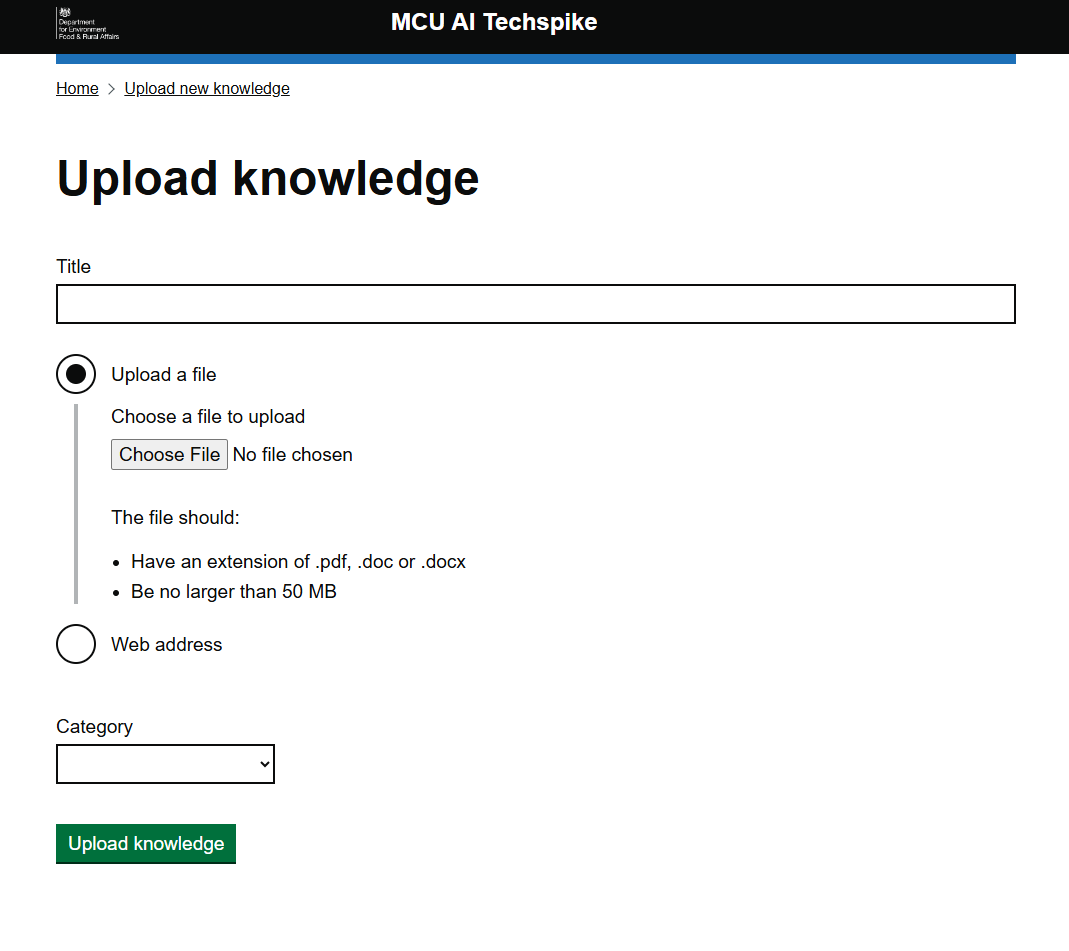 Department
for Environment
Food & Rural Affairs
MCU AI Techspike
Home > Upload new knowledge
Upload knowledge
Title
Upload a file
Choose a file to upload
Choose File No file chosen
The file should:
• Have an extension of .pdf, .doc or .docx
• Be no larger than 50 MB
Web address
Category
Upload knowledge